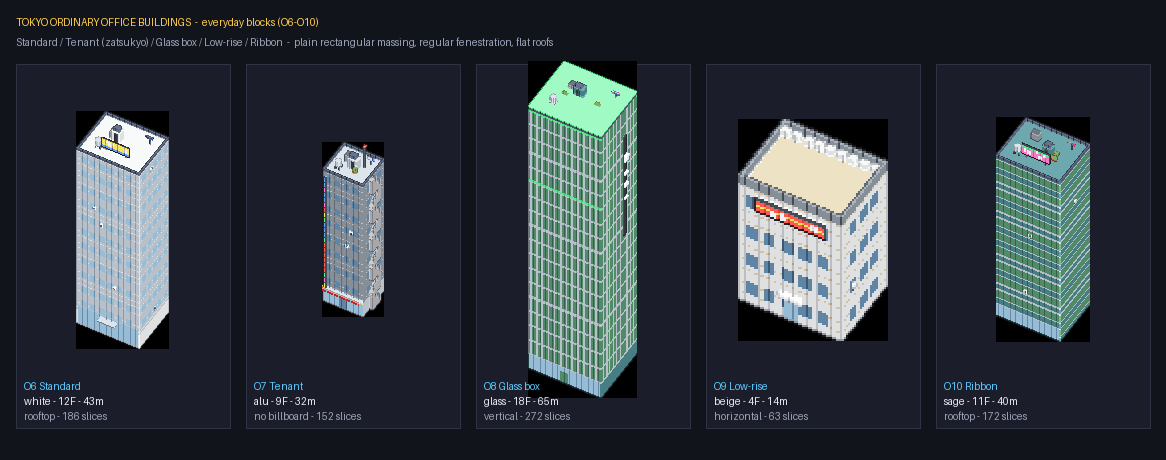 TOKYO ORDINARY OFFICE BUILDINGS - everyday blocks (O6-O10)
Standard / Tenant (zatsukyo) / Glass box / Low-rise / Ribbon - plain rectangular massing, regular fenestration, flat roofs
O6 Standard
white - 12F - 43m
rooftop - 186 slices
O7 Tenant
alu - 9F - 32m
no billboard - 152 slices
O8 Glass box
glass - 18F - 65m
vertical - 272 slices
O9 Low-rise
beige - 4F - 14m
horizontal - 63 slices
O10 Ribbon
sage - 11F - 40m
rooftop - 172 slices